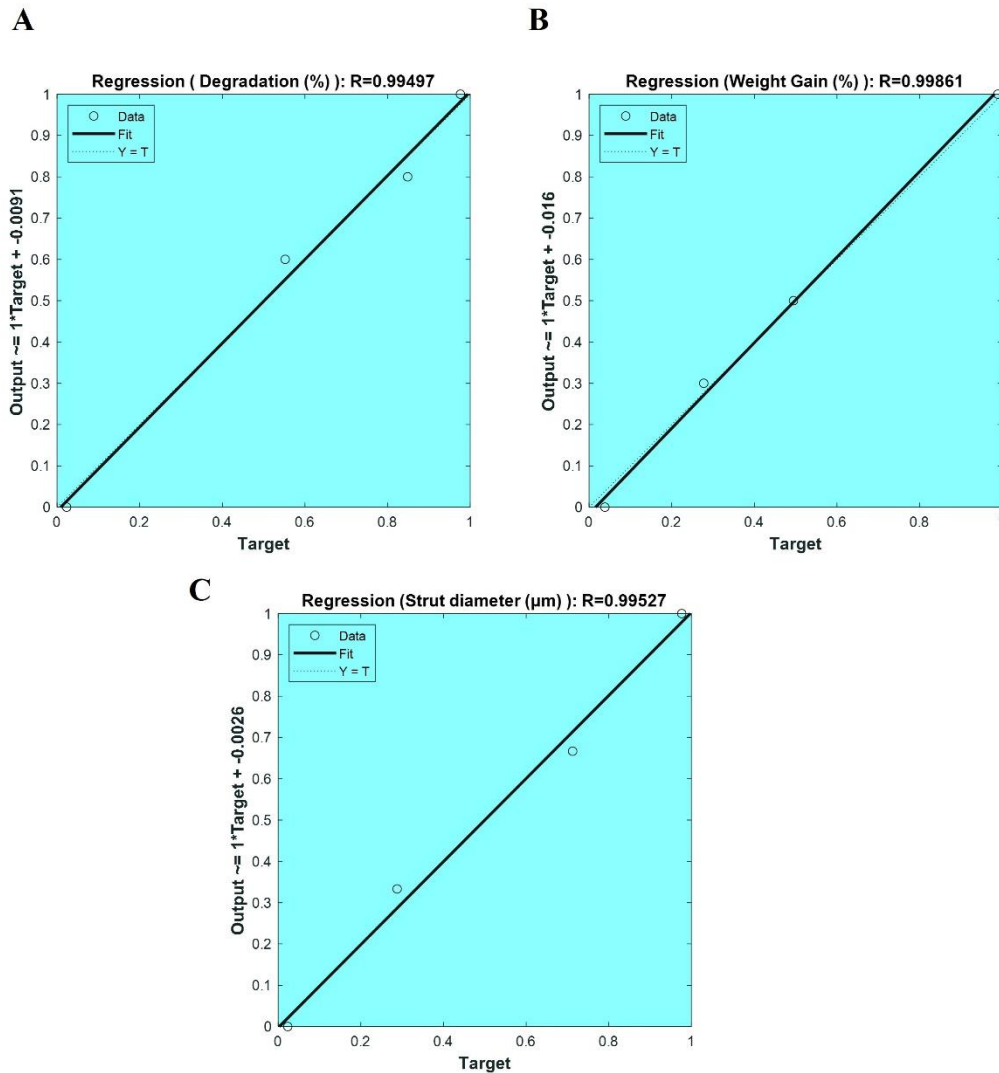 A
Regression ( Degradation (%) ): R=0.99497
Data
Fit
Y = T
Output ~= 1*Target + -0.0091
1
0.9
0.8
0.7
0.6
0.5
0.4
0.3
0.2
0.1
0
0
0.2
0.4
0.6
0.8
1
Target
B
Regression (Weight Gain (%) ): R=0.99861
Data
Fit
Y = T
Output ~= 1*Target + -0.016
1
0.9
0.8
0.7
0.6
0.5
0.4
0.3
0.2
0.1
0
0
0.2
0.4
0.6
0.8
Target
C
Regression (Strut diameter (µm) ): R=0.99527
Data
Fit
Y = T
Output ~= 1*Target + -0.0026
1
0.9
0.8
0.7
0.6
0.5
0.4
0.3
0.2
0.1
0
0
0.2
0.4
0.6
0.8
1
Target